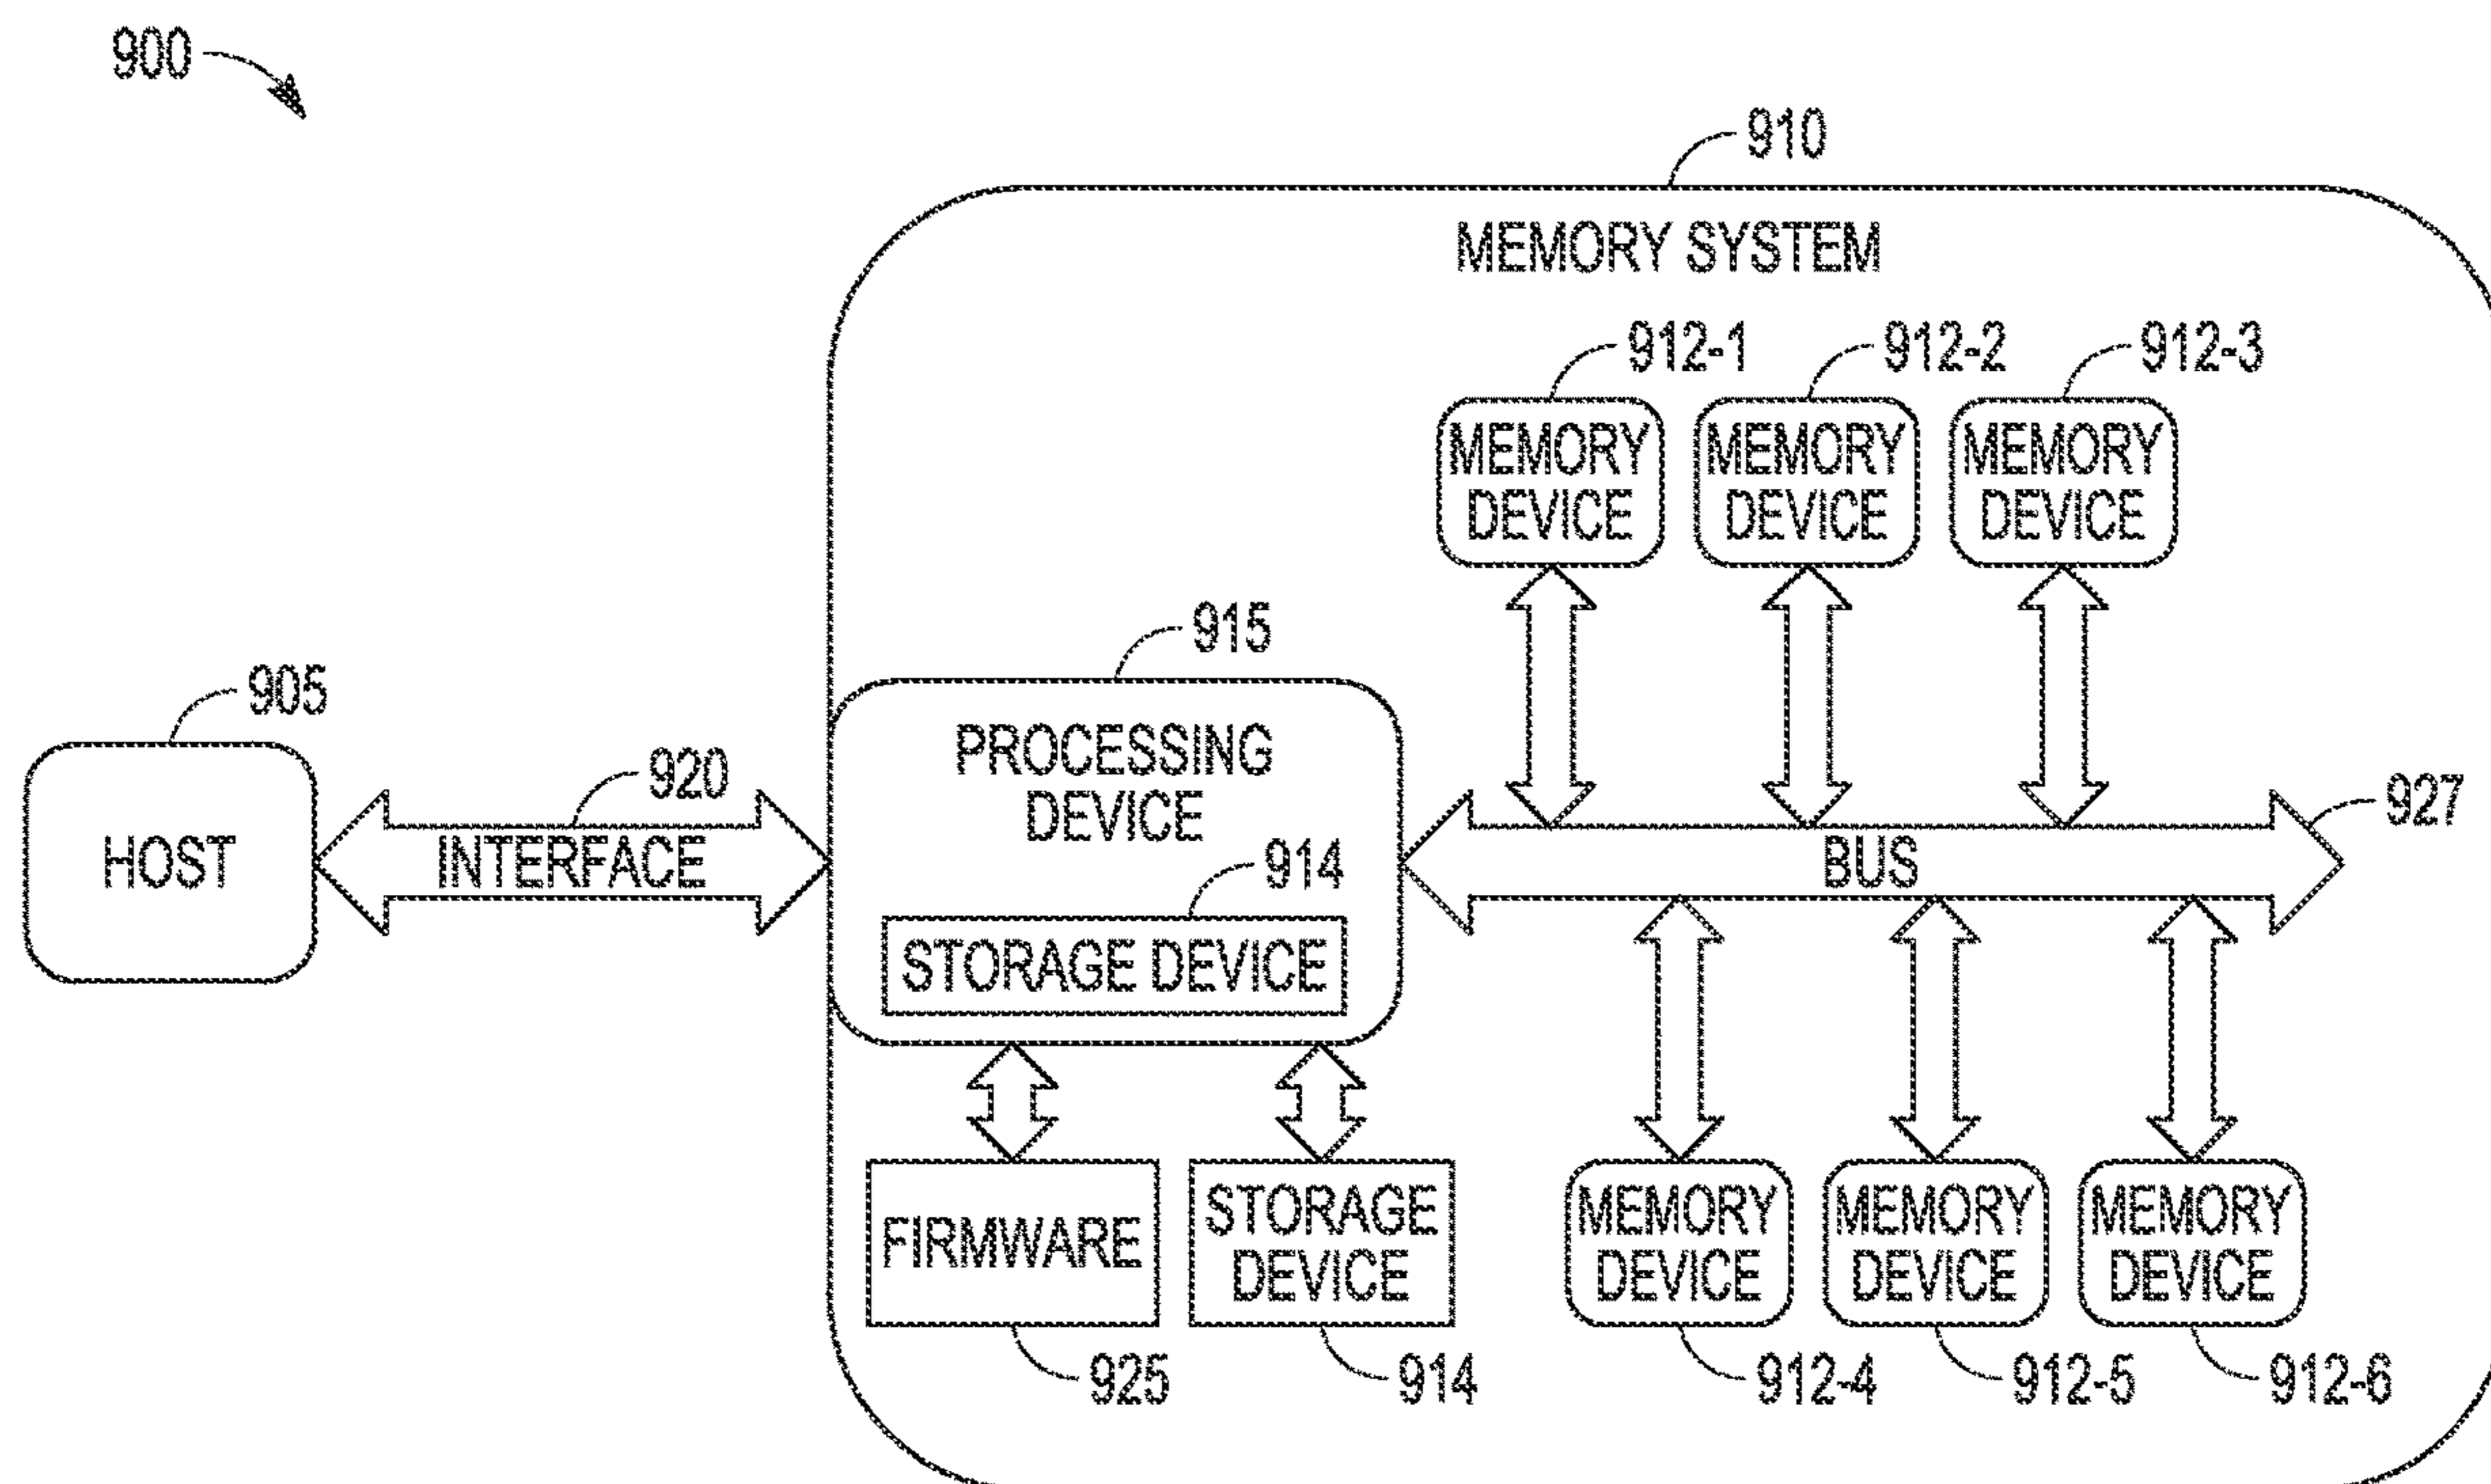 900
910
MEMORY SYSTEM
912-1
912-2
912-3
MEMORY
DEVICE
MEMORY
DEVICE
MEMORY
DEVICE
915
905
PROCESSING
DEVICE
920
927
HOST
INTERFACE
914
BUS
STORAGE DEVICE
FIRMWARE
STORAGE
DEVICE
MEMORY
DEVICE
MEMORY
DEVICE
MEMORY
DEVICE
925
914
912-4
912-5
912-6